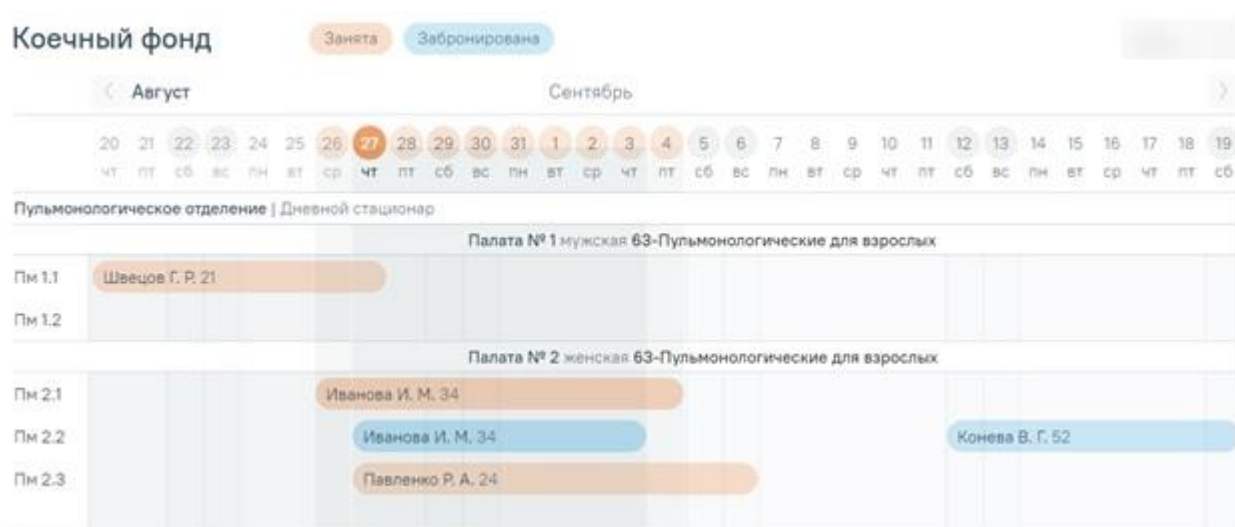 Коечный фонд Занята Забронирована
Август Сентябрь
20 21 22 23 24 25 26 27 28 29 30 31 1 2 3 4 5 6 7 8 9 10 11 12 13 14 15 16 17 18 19
чт пт сб вс пн вт ср чт пт сб вс пн вт ср чт пт сб вс пн вт ср чт пт сб вс пн вт ср чт пт сб
Пульмонологическое отделение | Дневной стационар
Палата № 1 мужская 63-Пульмонологические для взрослых
Пм 1.1 Швецов Г. Р. 21
Пм 1.2
Палата № 2 женская 63-Пульмонологические для взрослых
Пм 2.1 Иванова И. М. 34
Пм 2.2 Иванова И. М. 34 Конева В. Г. 52
Пм 2.3 Павленко Р. А. 24